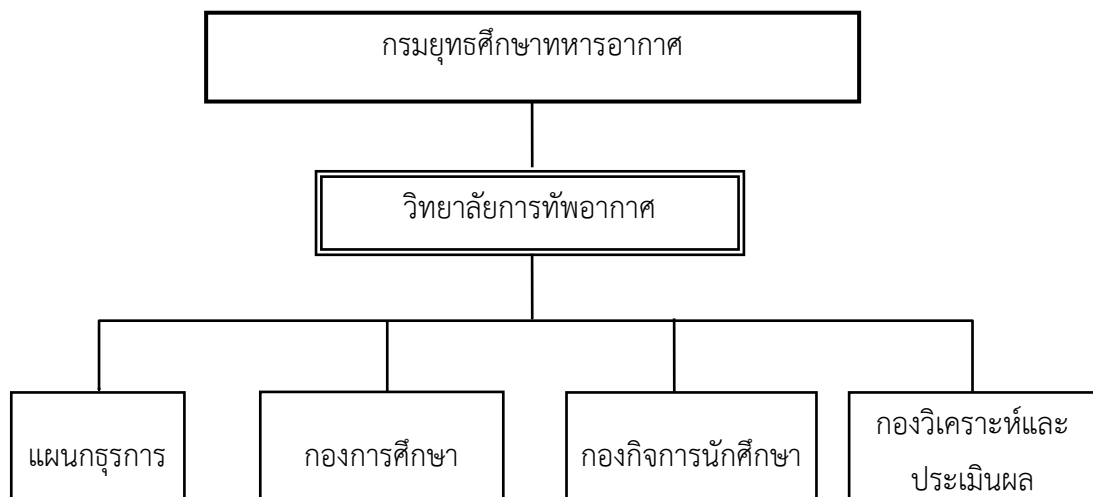 กรมยุทธศึกษาทหารอากาศ
วิทยาลัยการทัพอากาศ
แผนกธุรการ
กองการศึกษา
กองกิจการนักศึกษา
กองวิเคราะห์และ
ประเมินผล